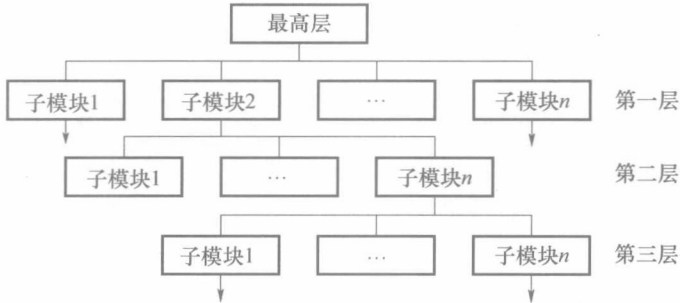 最高层
子模块1 子模块2 … 子模块n 第一层
子模块1 … 子模块n 第二层
子模块1 … 子模块n 第三层